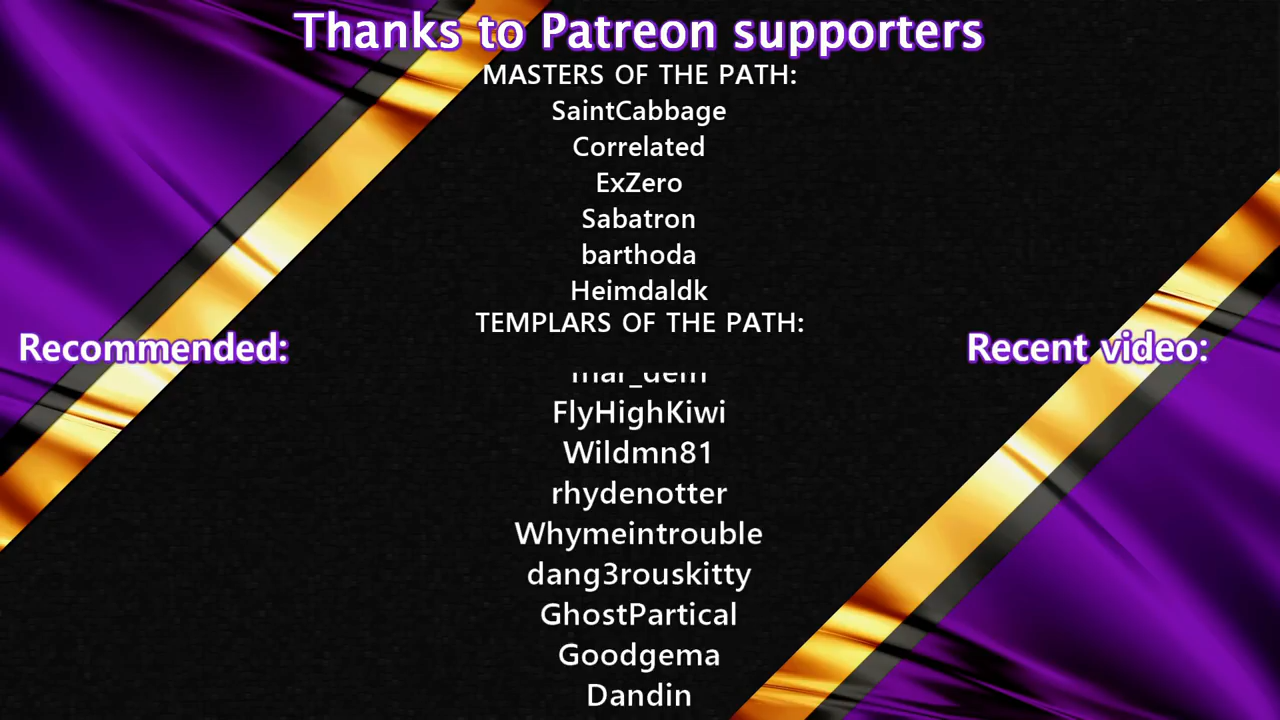 Thanks to Patreon supporters
MASTERS OF THE PATH:
SaintCabbage
Correlated
ExZero
Sabatron
barthoda
Heimdaldk
TEMPLARS OF THE PATH:
Recommended:
Recent video:
FlyHighKiwi
Wildmn81
rhydenotter
Whymeintrouble
dang3rouskitty
GhostPartical
Goodgema
Dandin